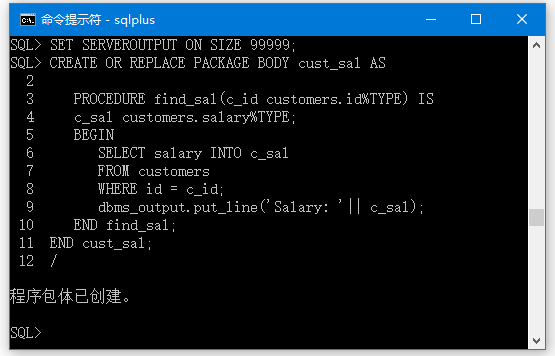 命令提示符 - sqlplus
SQL> SET SERVEROUTPUT ON SIZE 99999;
SQL> CREATE OR REPLACE PACKAGE BODY cust_sal AS
  2
  3     PROCEDURE find_sal(c_id customers.id%TYPE) IS
  4     c_sal customers.salary%TYPE;
  5     BEGIN
  6        SELECT salary INTO c_sal
  7        FROM customers
  8        WHERE id = c_id;
  9        dbms_output.put_line('Salary: '|| c_sal);
 10     END find_sal;
 11  END cust_sal;
 12  /
程序包体已创建。
SQL>